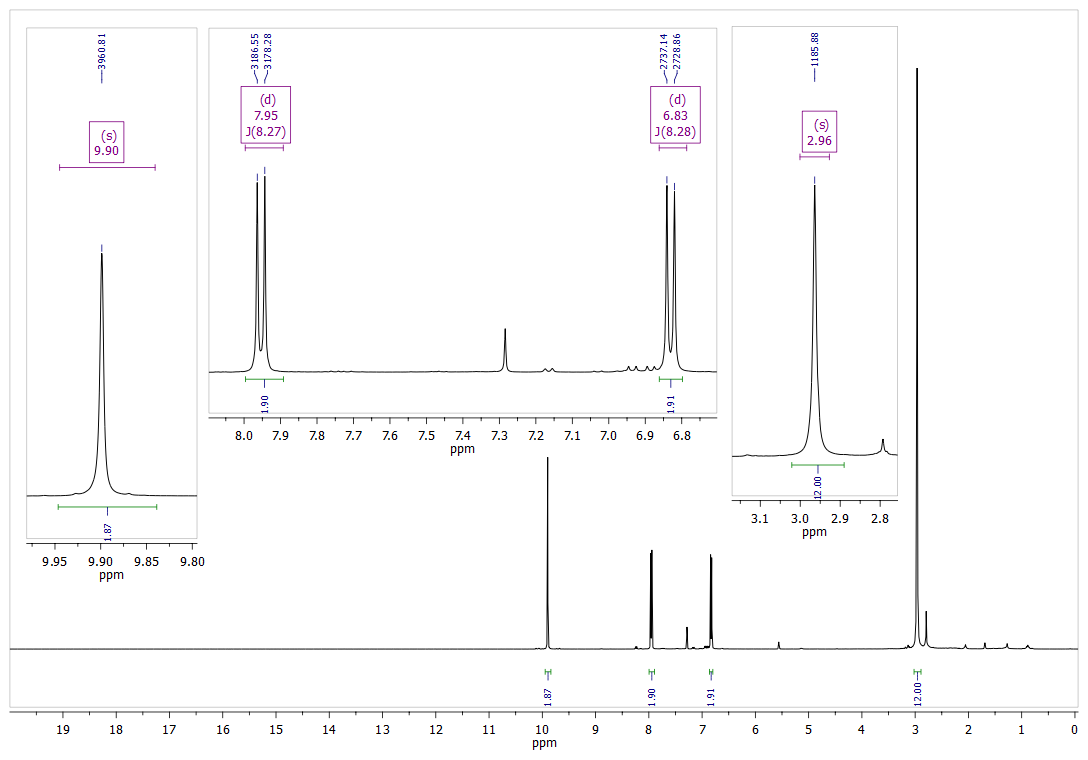 3960.81
(s)
9.90
1.87
9.95 9.90 9.85 9.80
ppm
3186.55
3178.28
(d)
7.95
J(8.27)
2737.14
2728.86
(d)
6.83
J(8.28)
1.90
1.91
8.0 7.9 7.8 7.7 7.6 7.5 7.4 7.3 7.2 7.1 7.0 6.9 6.8
ppm
1185.88
(s)
2.96
12.00
3.1 3.0 2.9 2.8
ppm
1.87
1.90
1.91
12.00
19 18 17 16 15 14 13 12 11 10 9 8 7 6 5 4 3 2 1 0
ppm